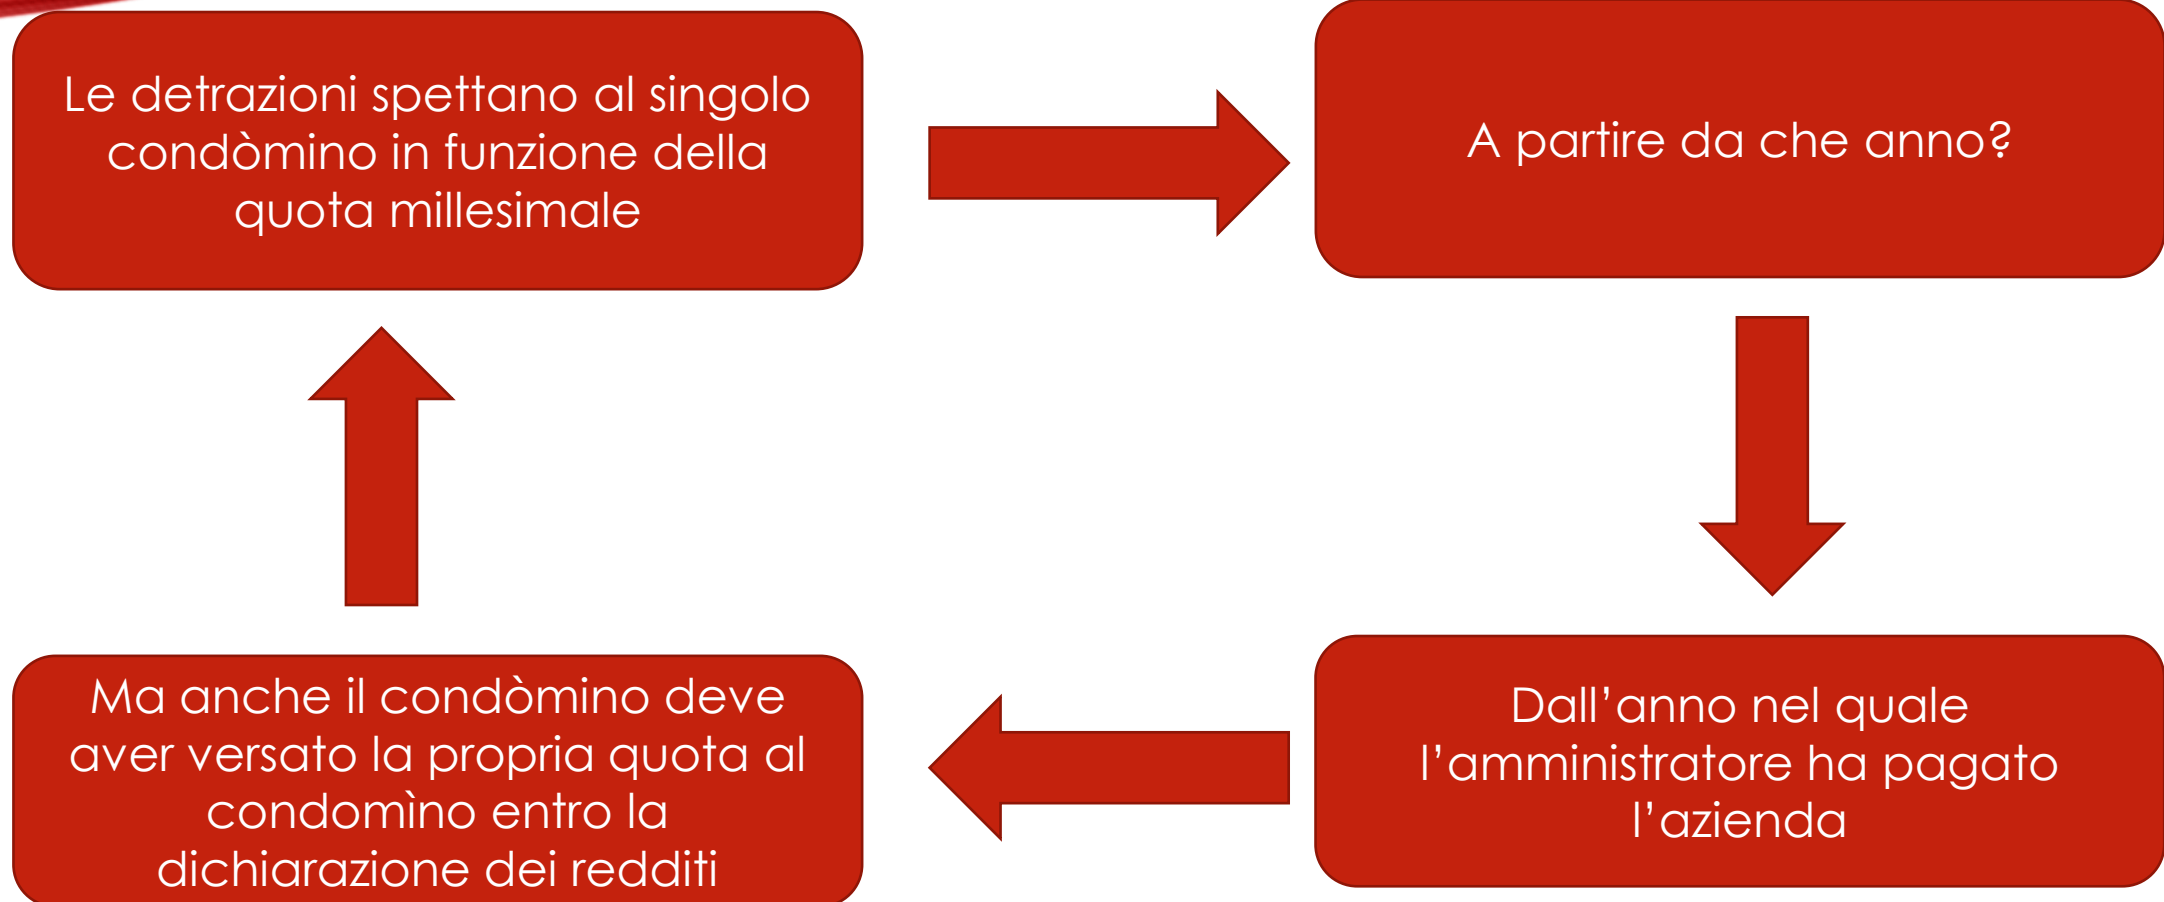 Le detrazioni spettano al singolo
condòmino in funzione della
quota millesimale
A partire da che anno?
Dall’anno nel quale
l’amministratore ha pagato
l’azienda
Ma anche il condòmino deve
aver versato la propria quota al
condomìno entro la
dichiarazione dei redditi